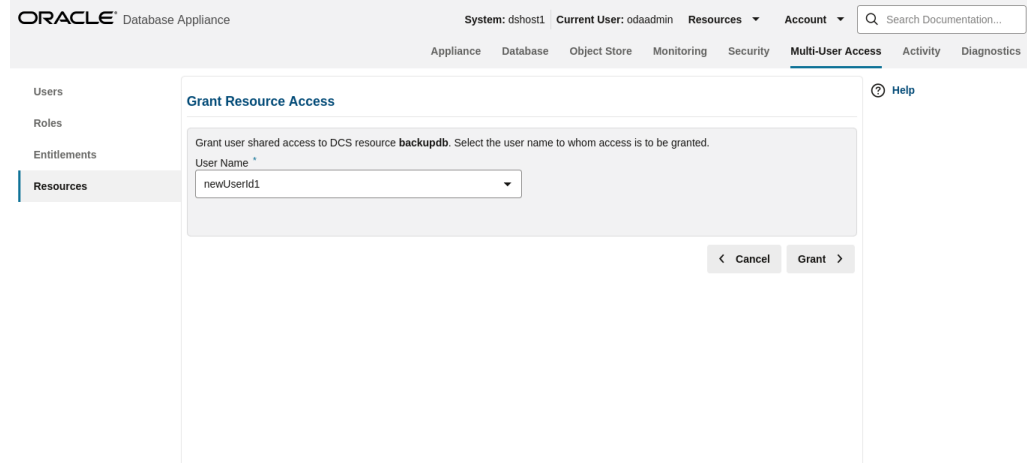 ORACLE® Database Appliance
System: dshost1 Current User: odaadmin Resources Account Search Documentation...
Appliance Database Object Store Monitoring Security Multi-User Access Activity Diagnostics
Users
Roles
Entitlements
Resources
Grant Resource Access
Grant user shared access to DCS resource backupdb. Select the user name to whom access is to be granted.
User Name *
newUserId1
Cancel Grant
Help